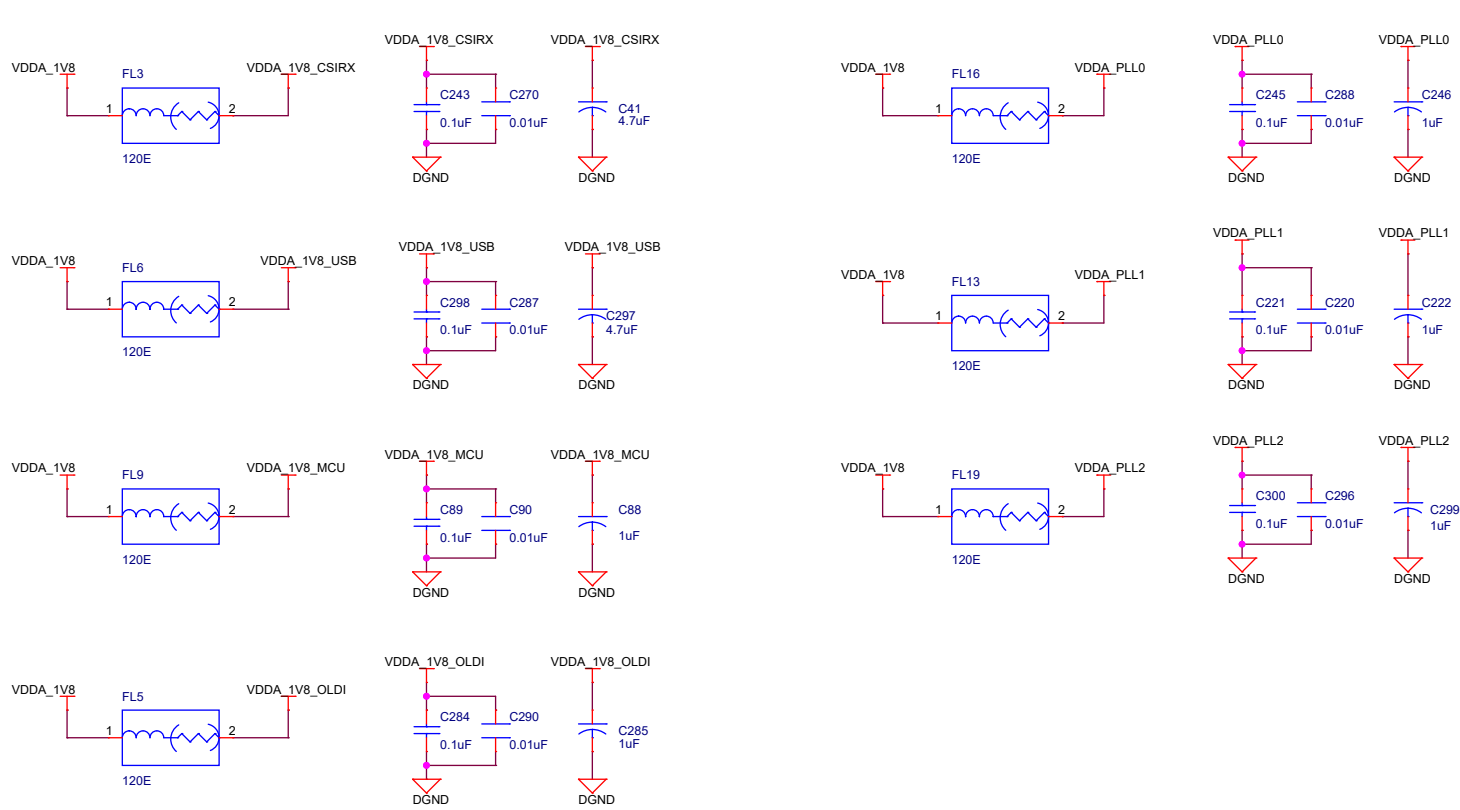 VDDA_1V8
FL3
1
2
120E
VDDA_1V8_CSIRX
VDDA_1V8_CSIRX
C243
0.1uF
C270
0.01uF
DGND
VDDA_1V8_CSIRX
C41
4.7uF
DGND
VDDA_1V8
FL16
1
2
120E
VDDA_PLL0
VDDA_PLL0
C245
0.1uF
C288
0.01uF
DGND
VDDA_PLL0
C246
1uF
DGND
VDDA_1V8
FL6
1
2
120E
VDDA_1V8_USB
VDDA_1V8_USB
C298
0.1uF
C287
0.01uF
DGND
VDDA_1V8_USB
C297
4.7uF
DGND
VDDA_1V8
FL13
1
2
120E
VDDA_PLL1
VDDA_PLL1
C221
0.1uF
C220
0.01uF
DGND
VDDA_PLL1
C222
1uF
DGND
VDDA_1V8
FL9
1
2
120E
VDDA_1V8_MCU
VDDA_1V8_MCU
C89
0.1uF
C90
0.01uF
DGND
VDDA_1V8_MCU
C88
1uF
DGND
VDDA_1V8
FL19
1
2
120E
VDDA_PLL2
VDDA_PLL2
C300
0.1uF
C296
0.01uF
DGND
VDDA_PLL2
C299
1uF
DGND
VDDA_1V8
FL5
1
2
120E
VDDA_1V8_OLDI
VDDA_1V8_OLDI
C284
0.1uF
C290
0.01uF
DGND
VDDA_1V8_OLDI
C285
1uF
DGND